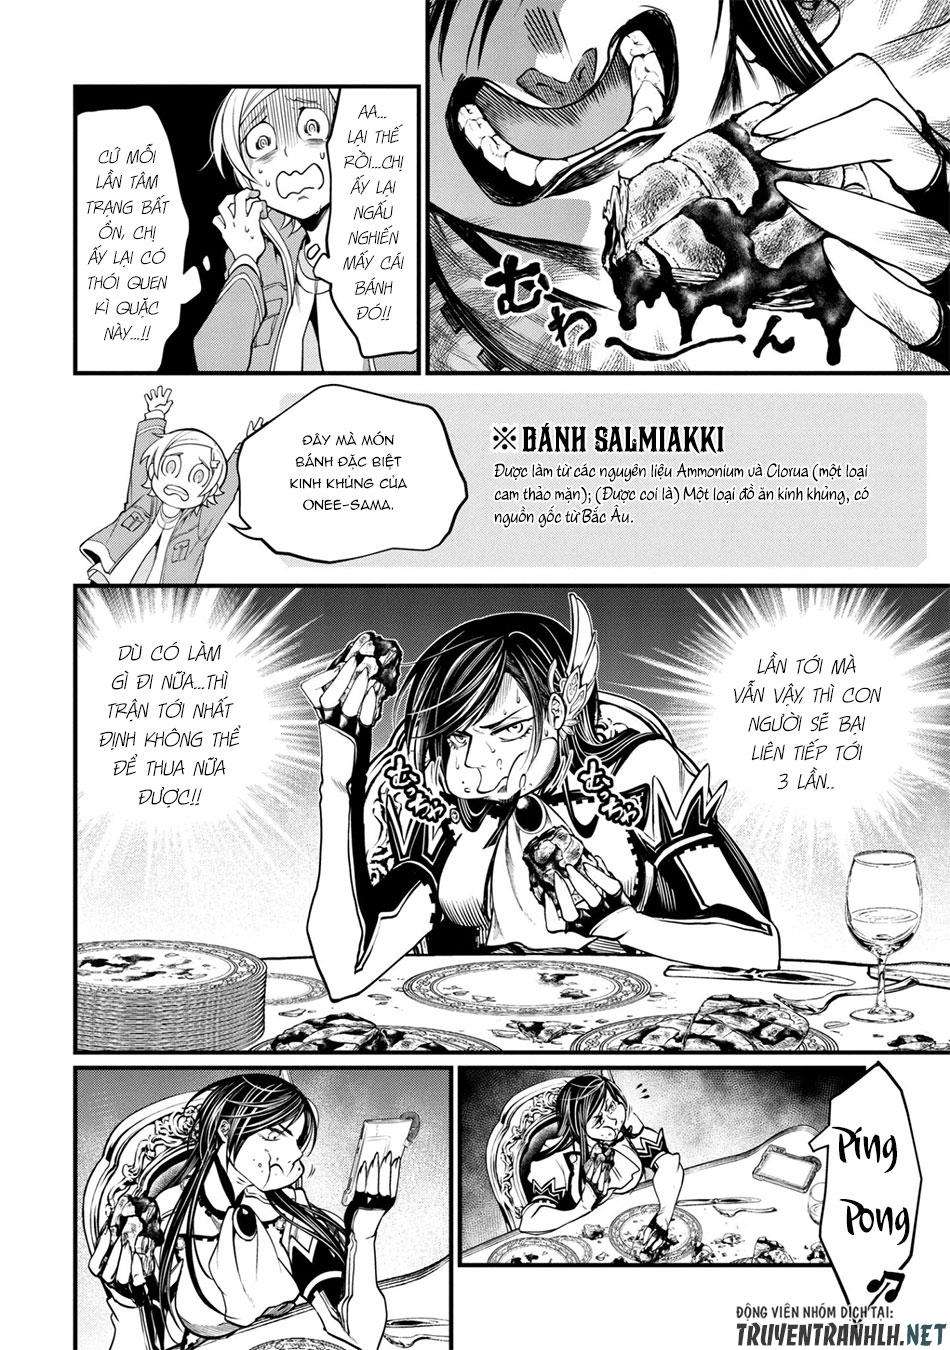 AA...
LẠI THẾ
RỒI...CHỊ
ẤY LẠI
NGẤU
NGHIẾN
MẤY CÁI
BÁNH
ĐÓ!!
CỨ MỖI
LẦN TÂM
TRẠNG BẤT
ỔN, CHỊ
ẤY LẠI CÓ
THÓI QUEN
KÌ QUẶC
NÀY...!!
むわ〜ん
ĐÂY MÀ MÓN
BÁNH ĐẶC BIỆT
KINH KHỦNG CỦA
ONEE-SAMA.
※ BÁNH SALMIAKKI
Được làm từ các nguyên liệu Ammonium và Clorua (một loại
cam thảo mặn); (Được coi là) Một loại đồ ăn kinh khủng, có
nguồn gốc từ Bắc Âu.
DÙ CÓ LÀM
GÌ ĐI NỮA...THÌ
TRẬN TỚI NHẤT
ĐỊNH KHÔNG THỂ
ĐỂ THUA NỮA
ĐƯỢC!!
LẦN TỚI MÀ
VẪN VẬY, THÌ CON
NGƯỜI SẼ BẠI
LIÊN TIẾP TỚI
3 LẦN..
Ping
Pong
ĐỘNG VIÊN NHÓM DỊCH TẠI:
TRUYENTRANHLH.NET